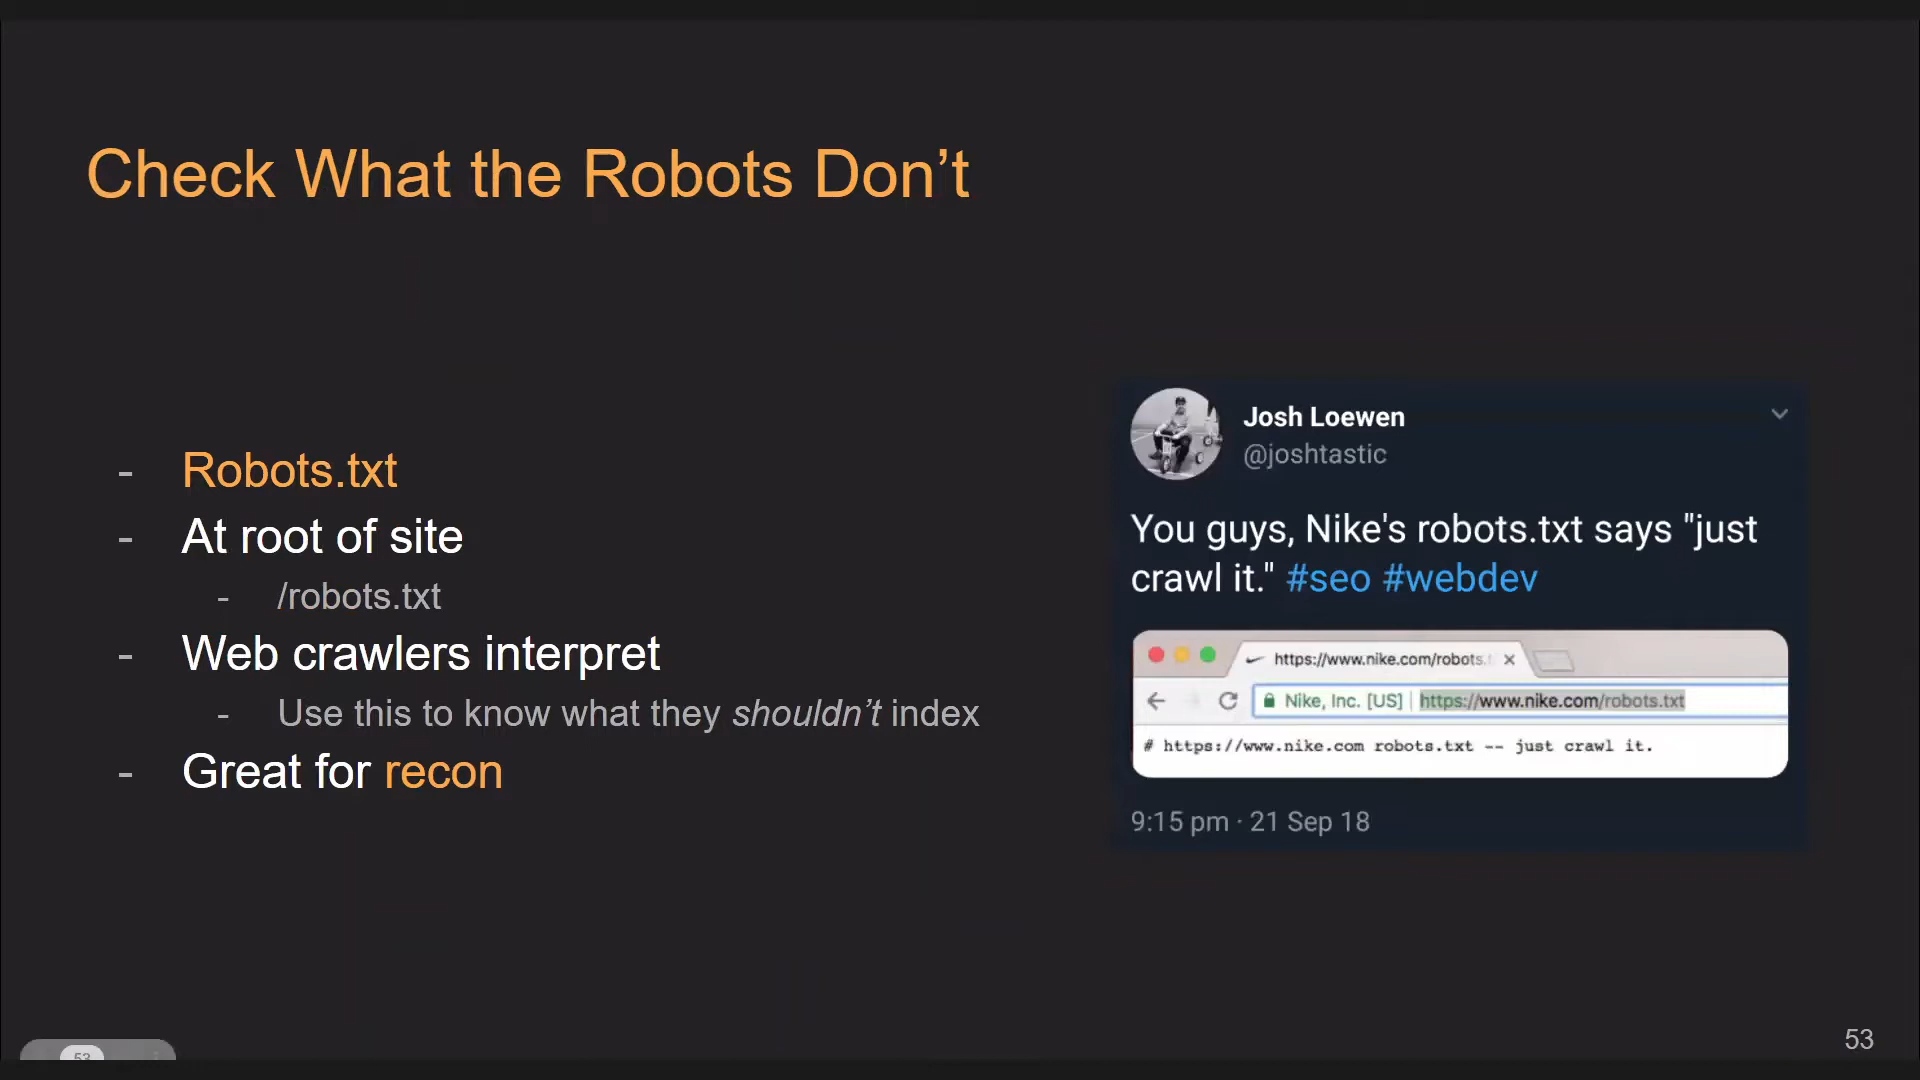 Check What the Robots Don’t
- Robots.txt
- At root of site
- /robots.txt
- Web crawlers interpret
- Use this to know what they shouldn’t index
- Great for recon
Josh Loewen
@joshtastic
You guys, Nike's robots.txt says "just
crawl it." #seo #webdev
https://www.nike.com/robots.
Nike, Inc. [US] | https://www.nike.com/robots.txt
# https://www.nike.com robots.txt -- just crawl it.
9:15 pm · 21 Sep 18
53
53